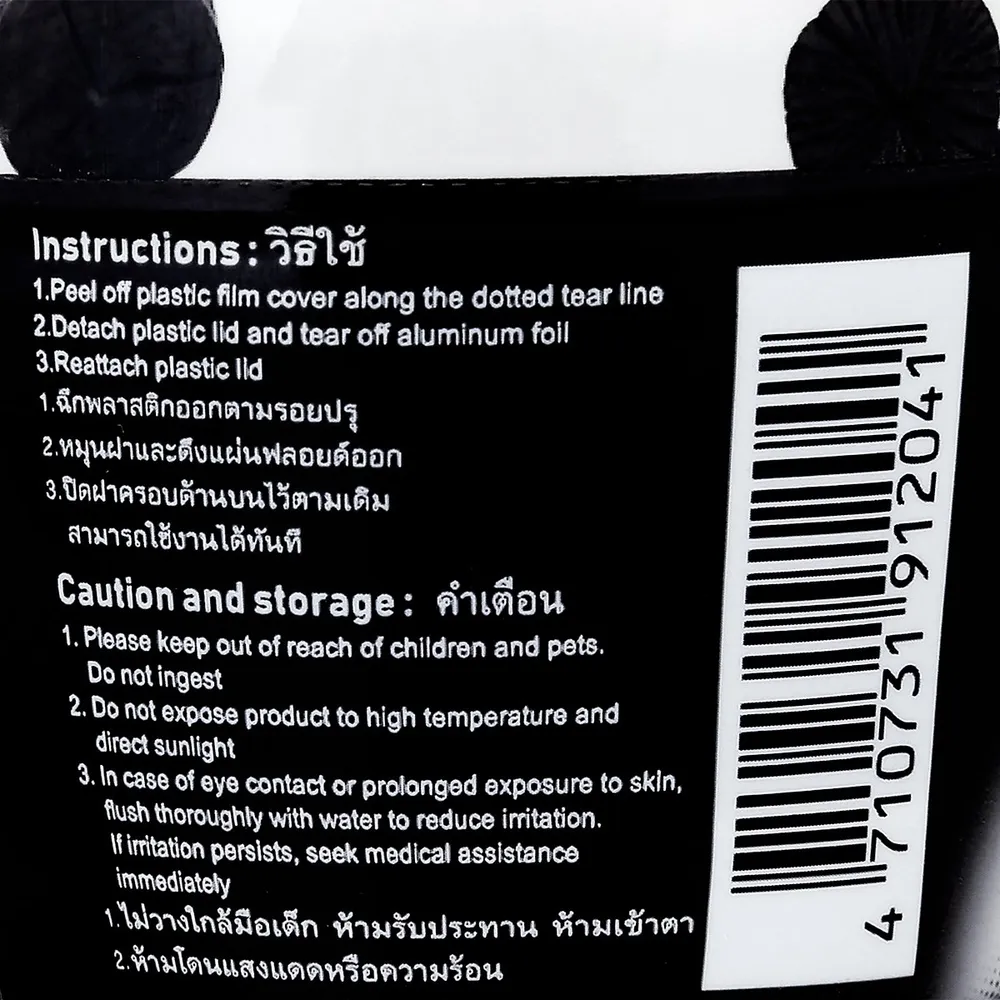 Instructions : วิธีใช้
1.Peel off plastic film cover along the dotted tear line
2.Detach plastic lid and tear off aluminum foil
3.Reattach plastic lid
1.ฉีกพลาสติกออกตามรอยปรุ
2.หมุนฝาและดึงแผ่นฟลอยด์ออก
3.ปิดฝาครอบด้านบนไว้ตามเดิม
สามารถใช้งานได้ทันที
Caution and storage : คำเตือน
1. Please keep out of reach of children and pets.
Do not ingest
2. Do not expose product to high temperature and
direct sunlight
3. In case of eye contact or prolonged exposure to skin,
flush thoroughly with water to reduce irritation.
If irritation persists, seek medical assistance
immediately
1.ไม่วางใกล้มือเด็ก ห้ามรับประทาน ห้ามเข้าตา
2.ห้ามโดนแสงแดดหรือความร้อน
4 710731 912041